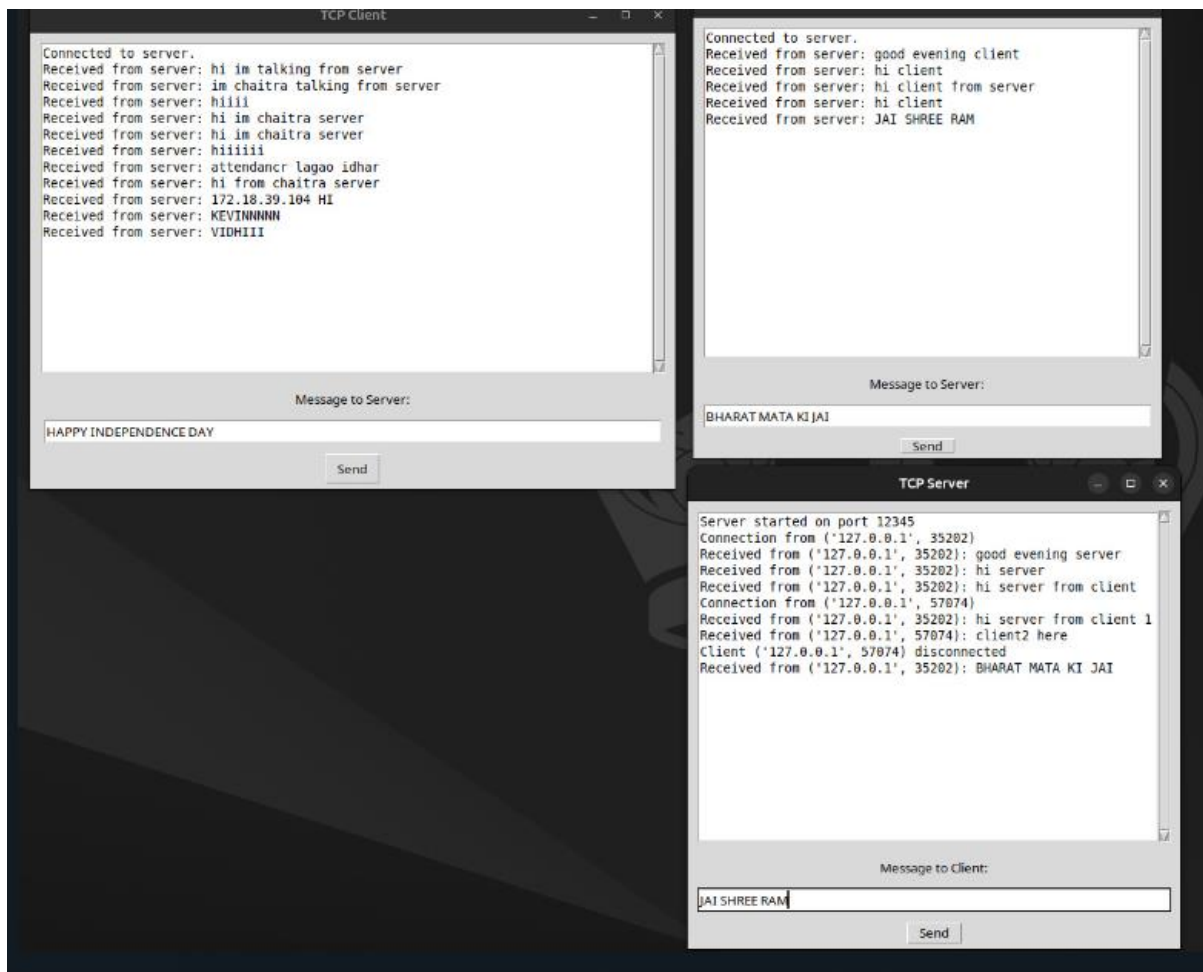 TCP Client
Connected to server.
Received from server: hi im talking from server
Received from server: im chaitra talking from server
Received from server: hiiii
Received from server: hi im chaitra server
Received from server: hi im chaitra server
Received from server: hiiiiii
Received from server: attendancr lagao idhar
Received from server: hi from chaitra server
Received from server: 172.18.39.104 HI
Received from server: KEVINNNNN
Received from server: VIDHIII
Message to Server:
HAPPY INDEPENDENCE DAY
Send
Connected to server.
Received from server: good evening client
Received from server: hi client
Received from server: hi client from server
Received from server: hi client
Received from server: JAI SHREE RAM
Message to Server:
BHARAT MATA KI JAI
Send
TCP Server
Server started on port 12345
Connection from ('127.0.0.1', 35202)
Received from ('127.0.0.1', 35202): good evening server
Received from ('127.0.0.1', 35202): hi server
Received from ('127.0.0.1', 35202): hi server from client
Connection from ('127.0.0.1', 57074)
Received from ('127.0.0.1', 35202): hi server from client 1
Received from ('127.0.0.1', 57074): client2 here
Client ('127.0.0.1', 57074) disconnected
Received from ('127.0.0.1', 35202): BHARAT MATA KI JAI
Message to Client:
JAI SHREE RAM
Send